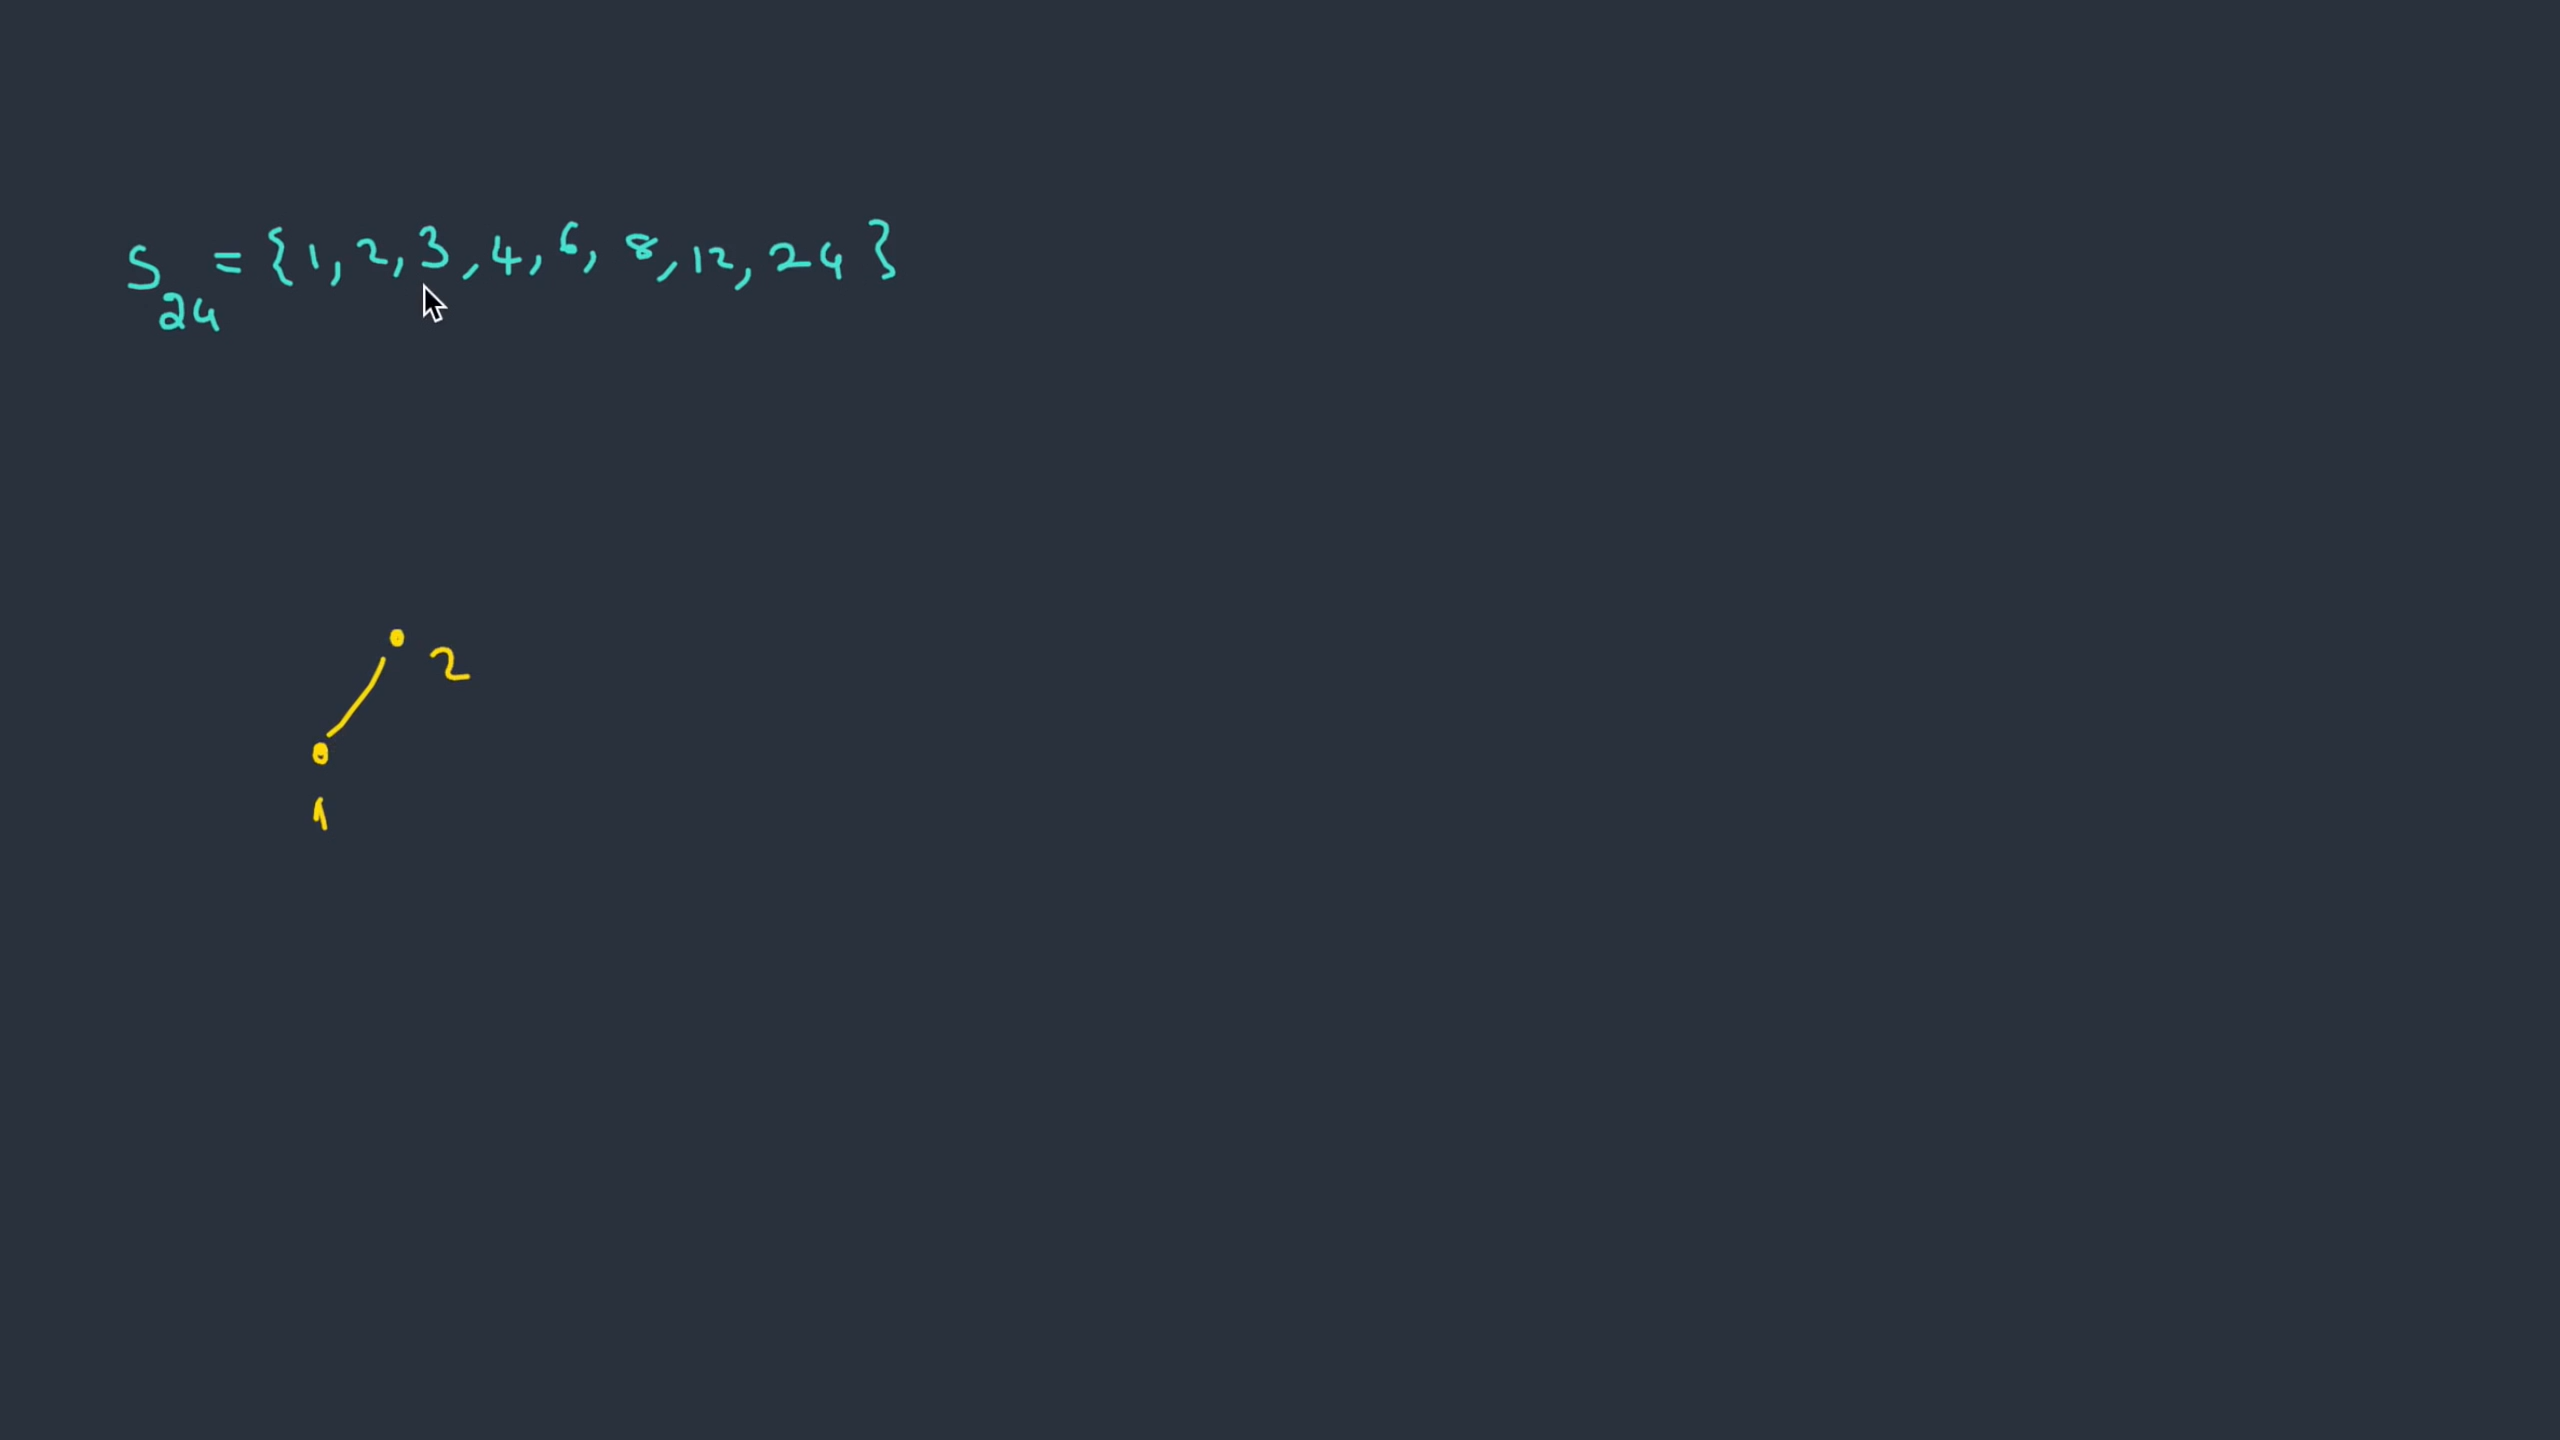 S₂₄ = {1, 2, 3, 4, 6, 8, 12, 24}
2
1